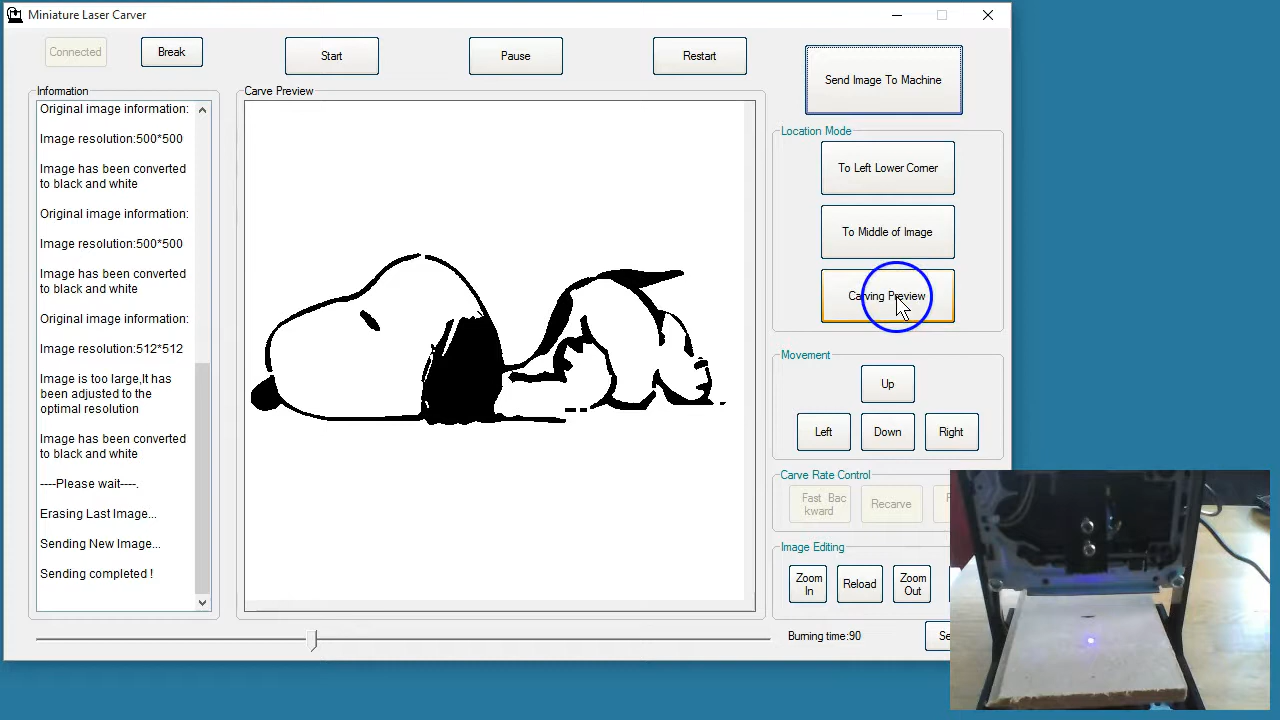 Miniature Laser Carver
Connected
Break
Start
Pause
Restart
Send Image To Machine
Information
Original image information:
Image resolution:500*500
Image has been converted
to black and white
Original image information:
Image resolution:500*500
Image has been converted
to black and white
Original information:
Image resolution:512*512
Image is too large,It has
been adjusted to the
optimal resolution
Image has been converted
to black and white
----Please wait----.
Erasing Last Image...
Sending New Image...
Sending completed !
Carve Preview
Location Mode
To Left Lower Corner
To Middle of Image
Carving Preview
Movement
Up
Left
Down
Right
Carve Rate Control
Fast Bac
kward
Recarve
Image Editing
Zoom
In
Reload
Zoom
Out
Burning time:90